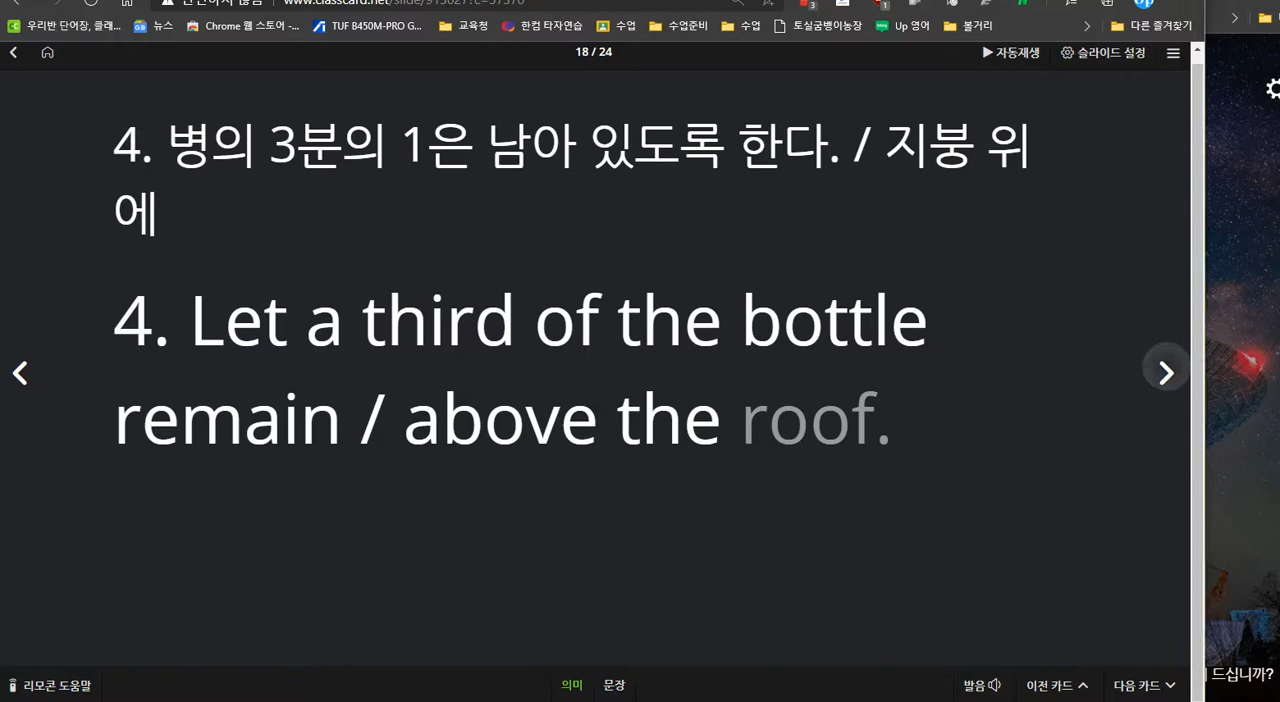 우리반 단어장, 클래... 뉴스 Chrome 웹 스토어 -... TUF B450M-PRO G... 교육청 한컴 타자연습 수업 수업준비 수업 토실굼벵이농장 Up 영어 볼거리 다른 즐겨찾기
18 / 24 자동재생 슬라이드 설정
4. 병의 3분의 1은 남아 있도록 한다. / 지붕 위
에
4. Let a third of the bottle
remain / above the roof.
드십니까?
리모콘 도움말 의미 문장 발음 이전 카드 다음 카드